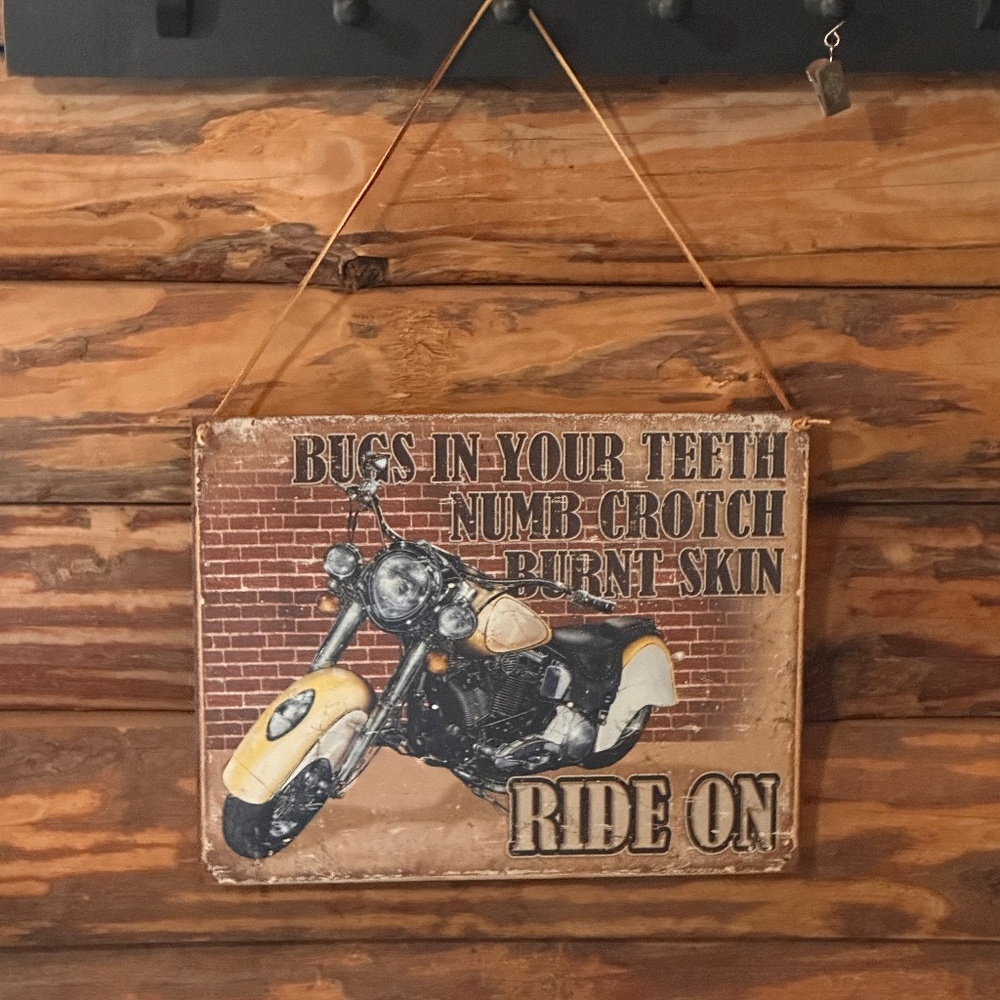 BUGS IN YOUR TEETH
NUMB CROTCH
BURNT SKIN
RIDE ON